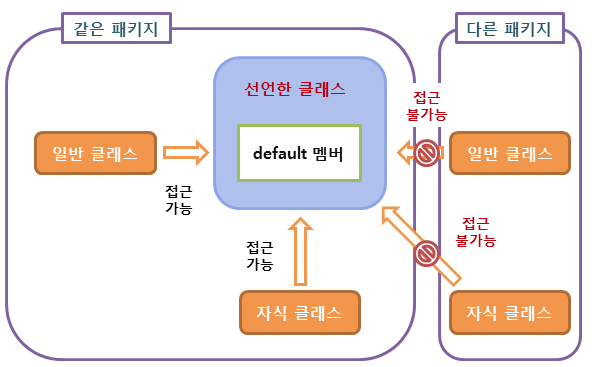 같은 패키지
다른 패키지
선언한 클래스
접근
불가능
일반 클래스
default 멤버
일반 클래스
접근
가능
접근
가능
접근
불가능
자식 클래스
자식 클래스